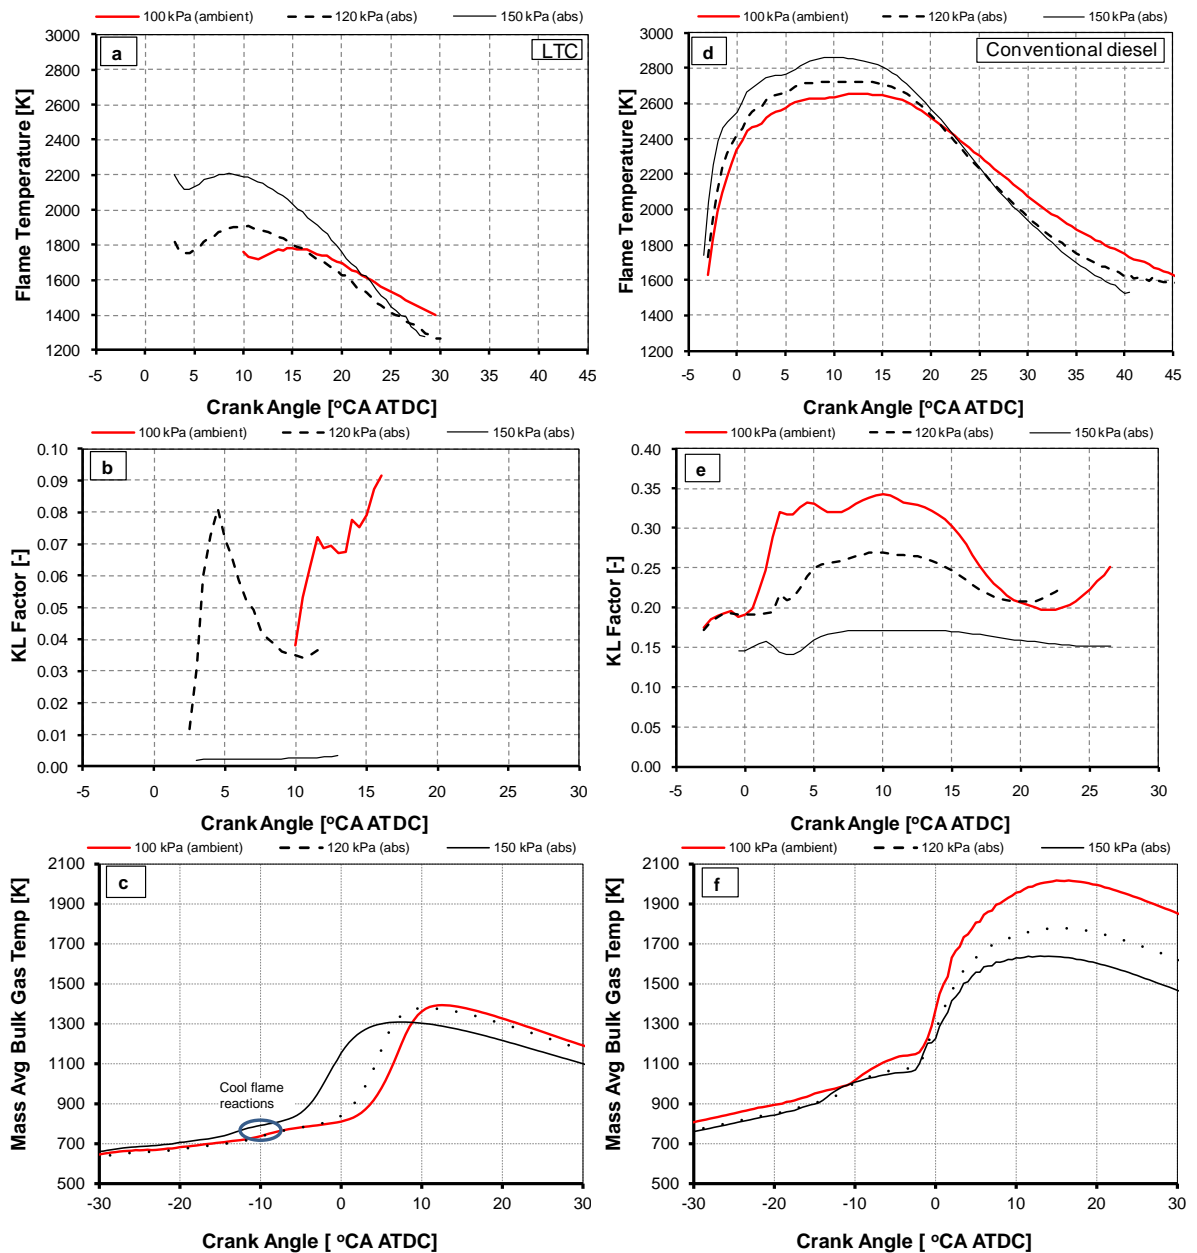 100 kPa (ambient) 120 kPa (abs) 150 kPa (abs)
a LTC
Flame Temperature [K]
3000
2800
2600
2400
2200
2000
1800
1600
1400
1200
-5 0 5 10 15 20 25 30 35 40 45
Crank Angle [ºCA ATDC]
100 kPa (ambient) 120 kPa (abs) 150 kPa (abs)
d Conventional diesel
Flame Temperature [K]
3000
2800
2600
2400
2200
2000
1800
1600
1400
1200
-5 0 5 10 15 20 25 30 35 40 45
Crank Angle [ºCA ATDC]
100 kPa (ambient) 120 kPa (abs) 150 kPa (abs)
b
KL Factor [-]
0.10
0.09
0.08
0.07
0.06
0.05
0.04
0.03
0.02
0.01
0.00
-5 0 5 10 15 20 25 30
Crank Angle [ºCA ATDC]
100 kPa (ambient) 120 kPa (abs) 150 kPa (abs)
e
KL Factor [-]
0.40
0.35
0.30
0.25
0.20
0.15
0.10
0.05
0.00
-5 0 5 10 15 20 25 30
Crank Angle [ºCA ATDC]
100 kPa (ambient) 120 kPa (abs) 150 kPa (abs)
c
Mass Avg Bulk Gas Temp [K]
2100
1900
1700
1500
1300
1100
900
700
500
Cool flame
reactions
-30 -20 -10 0 10 20 30
Crank Angle [ ºCA ATDC]
100 kPa (ambient) 120 kPa (abs) 150 kPa (abs)
f
Mass Avg Bulk Gas Temp [K]
2100
1900
1700
1500
1300
1100
900
700
500
-30 -20 -10 0 10 20 30
Crank Angle [ ºCA ATDC]